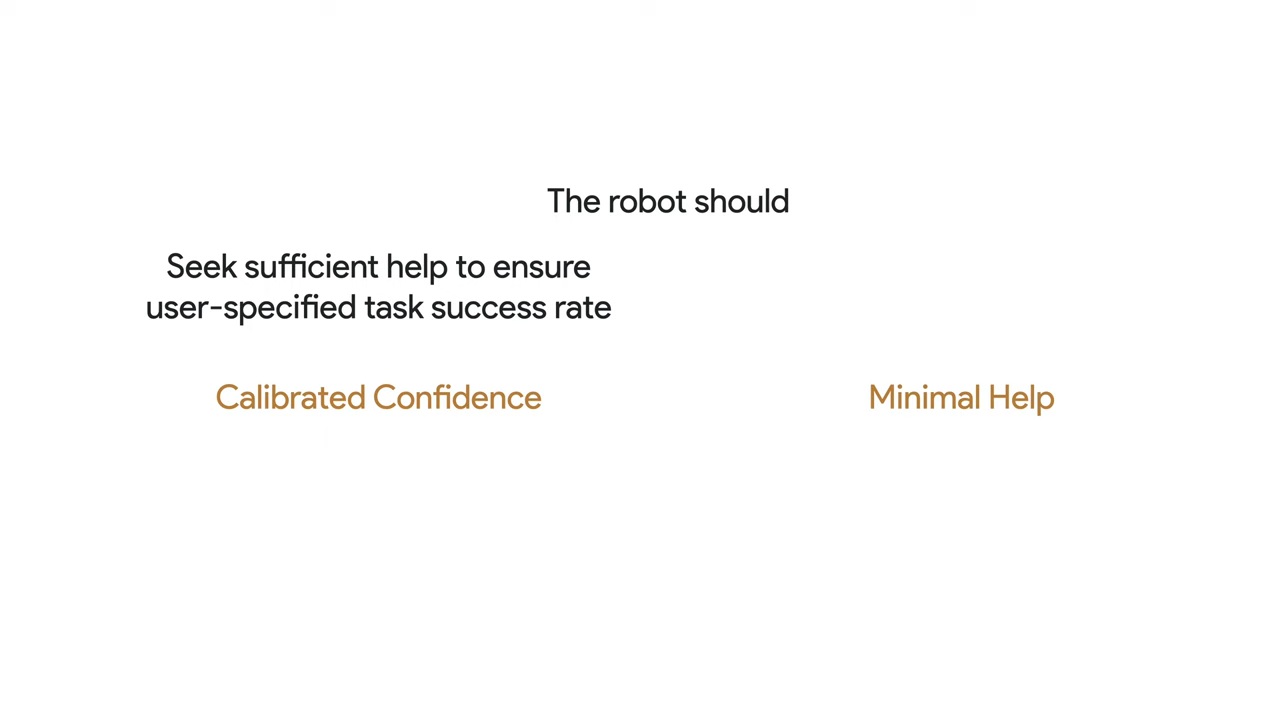 The robot should
Seek sufficient help to ensure
user-specified task success rate
Calibrated Confidence
Minimal Help